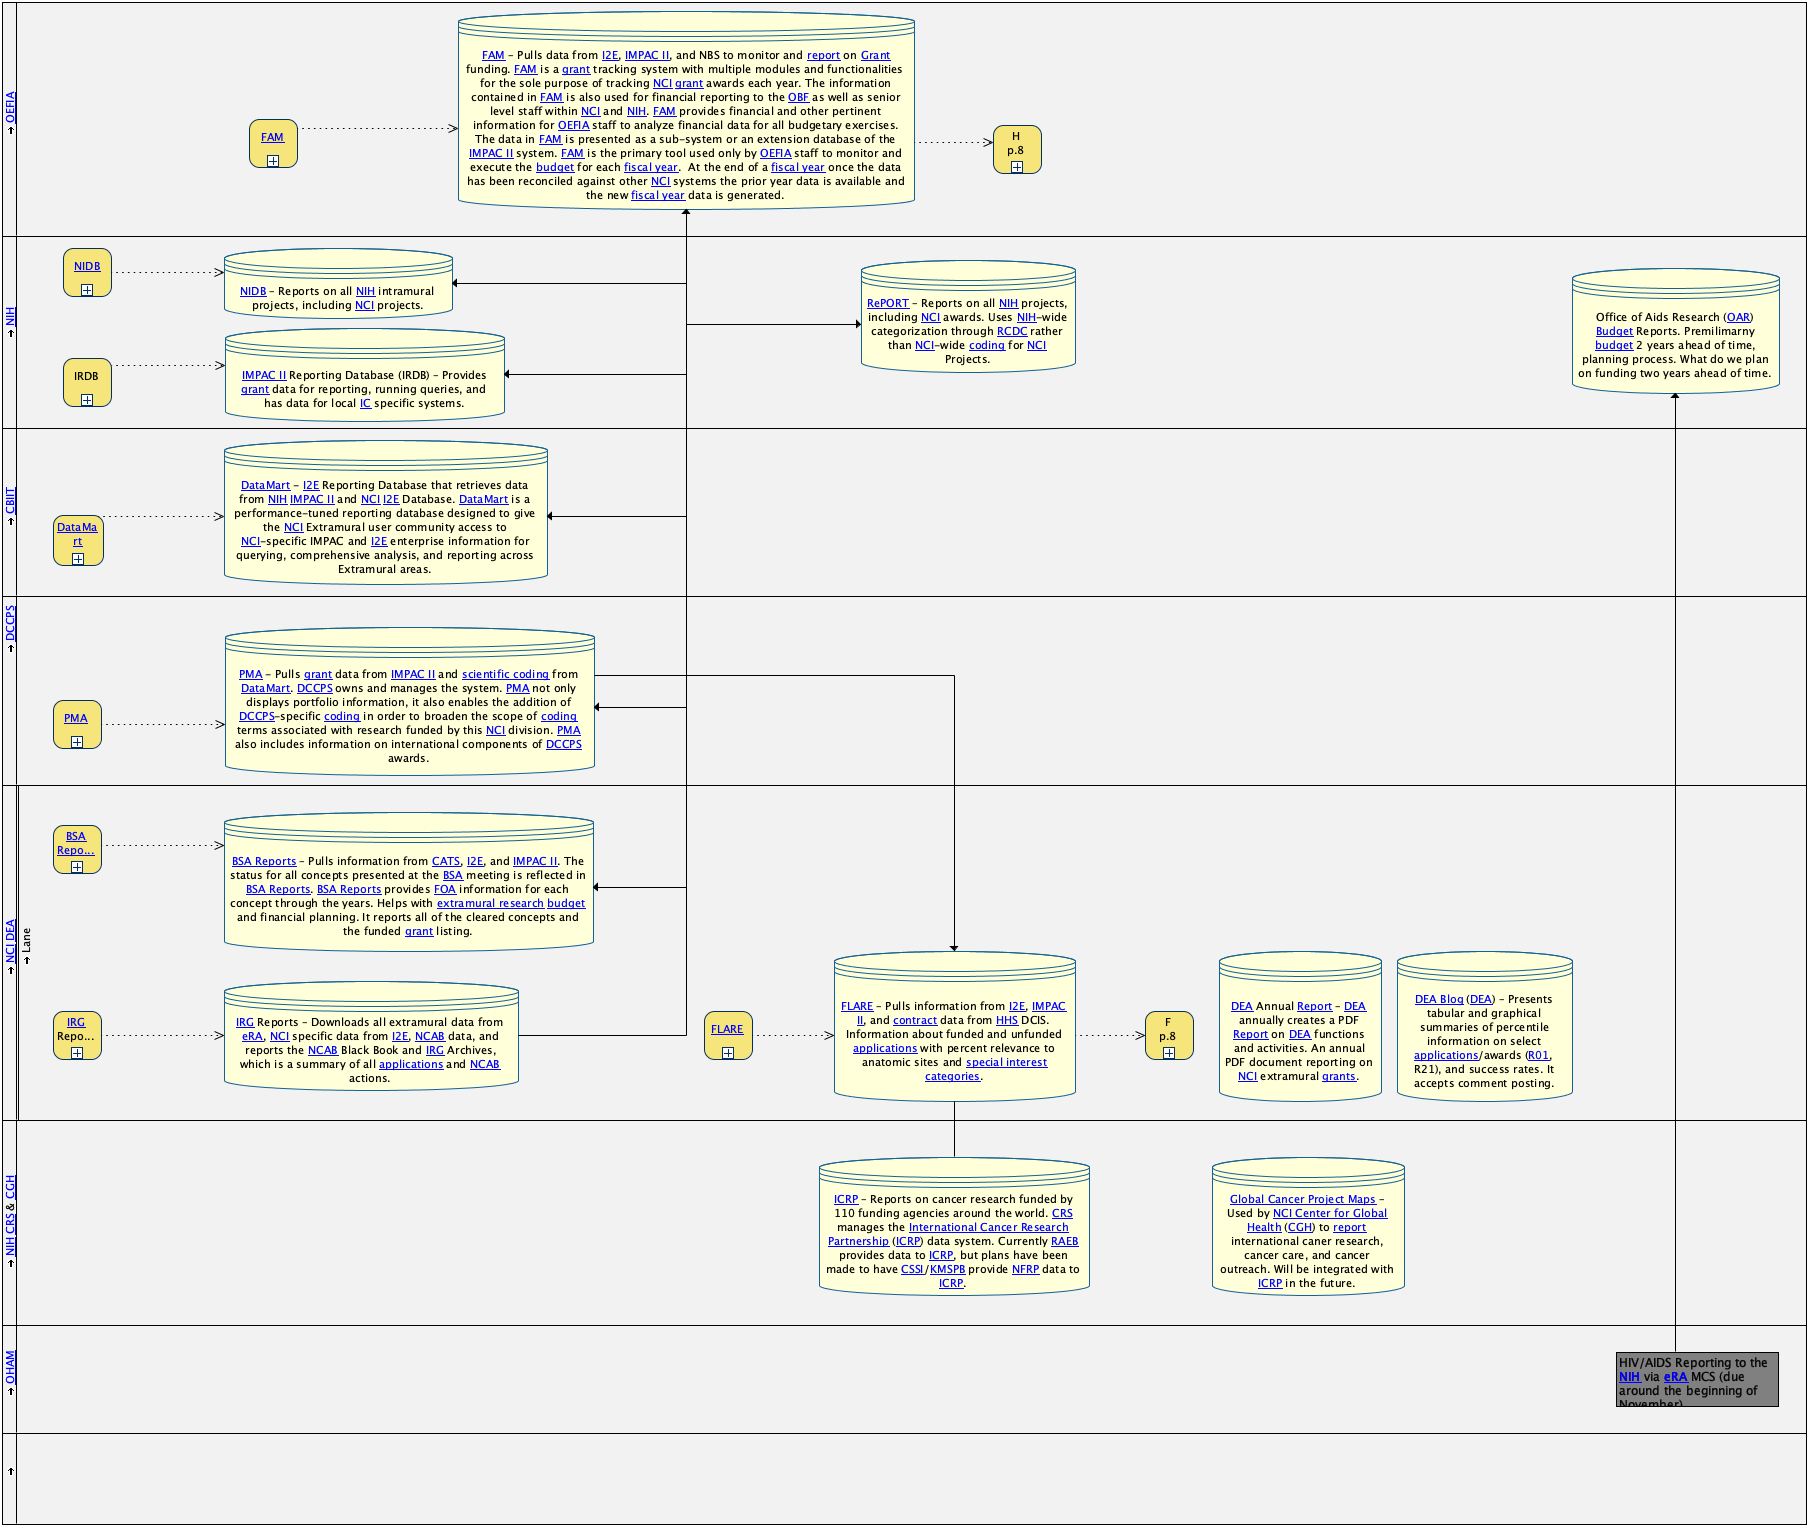 OEFIA
FAM
FAM – Pulls data from I2E, IMPAC II, and NBS to monitor and report on Grant
funding. FAM is a grant tracking system with multiple modules and functionalities
for the sole purpose of tracking NCI grant awards each year. The information
contained in FAM is also used for financial reporting to the OBF as well as senior
level staff within NCI and NIH. FAM provides financial and other pertinent
information for OEFIA staff to analyze financial data for all budgetary exercises.
The data in FAM is presented as a sub-system or an extension database of the
IMPAC II system. FAM is the primary tool used only by OEFIA staff to monitor and
execute the budget for each fiscal year.  At the end of a fiscal year once the data
has been reconciled against other NCI systems the prior year data is available and
the new fiscal year data is generated.
H
p.8
NIH
NIDB
NIDB – Reports on all NIH intramural
projects, including NCI projects.
IRDB
IMPAC II Reporting Database (IRDB) – Provides
grant data for reporting, running queries, and
has data for local IC specific systems.
RePORT – Reports on all NIH projects,
including NCI awards. Uses NIH-wide
categorization through RCDC rather
than NCI-wide coding for NCI
Projects.
Office of Aids Research (OAR)
Budget Reports. Premilimarny
budget 2 years ahead of time,
planning process. What do we plan
on funding two years ahead of time.
CBIIT
DataMa
rt
DataMart – I2E Reporting Database that retrieves data
from NIH IMPAC II and NCI I2E Database. DataMart is a
performance-tuned reporting database designed to give
the NCI Extramural user community access to
NCI-specific IMPAC and I2E enterprise information for
querying, comprehensive analysis, and reporting across
Extramural areas.
DCCPS
PMA
PMA – Pulls grant data from IMPAC II and scientific coding from
DataMart. DCCPS owns and manages the system. PMA not only
displays portfolio information, it also enables the addition of
DCCPS-specific coding in order to broaden the scope of coding
terms associated with research funded by this NCI division. PMA
also includes information on international components of DCCPS
awards.
NCI DEA
Lane
BSA
Repo...
BSA Reports – Pulls information from CATS, I2E, and IMPAC II. The
status for all concepts presented at the BSA meeting is reflected in
BSA Reports. BSA Reports provides FOA information for each
concept through the years. Helps with extramural research budget
and financial planning. It reports all of the cleared concepts and
the funded grant listing.
IRG
Repo...
IRG Reports – Downloads all extramural data from
eRA, NCI specific data from I2E, NCAB data, and
reports the NCAB Black Book and IRG Archives,
which is a summary of all applications and NCAB
actions.
FLARE
FLARE – Pulls information from I2E, IMPAC
II, and contract data from HHS DCIS.
Information about funded and unfunded
applications with percent relevance to
anatomic sites and special interest
categories.
F
p.8
DEA Annual Report – DEA
annually creates a PDF
Report on DEA functions
and activities. An annual
PDF document reporting on
NCI extramural grants.
DEA Blog (DEA) – Presents
tabular and graphical
summaries of percentile
information on select
applications/awards (R01,
R21), and success rates. It
accepts comment posting.
NIH CRS & CGH
ICRP – Reports on cancer research funded by
110 funding agencies around the world. CRS
manages the International Cancer Research
Partnership (ICRP) data system. Currently RAEB
provides data to ICRP, but plans have been
made to have CSSI/KMSPB provide NFRP data to
ICRP.
Global Cancer Project Maps –
Used by NCI Center for Global
Health (CGH) to report
international caner research,
cancer care, and cancer
outreach. Will be integrated with
ICRP in the future.
OHAM
HIV/AIDS Reporting to the
NIH via eRA MCS (due
around the beginning of
November)